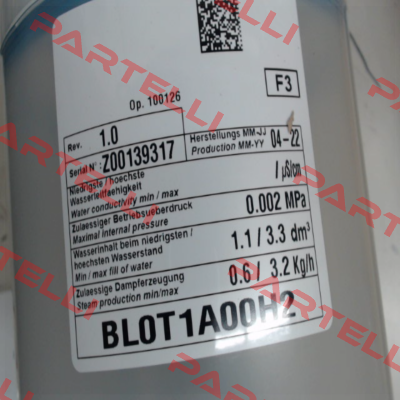 PARTELLI
F3
Op. 100126
Rev. 1.0
Serial N°: Z00139317
Herstellungs MM-JJ
Production MM-YY 04-22
Niedrigste / hoechste
Wasserleitfaehigkeit
Water conductivity min / max / µS/cm
Zulaessiger Betriebsueberdruck
Maximal internal pressure 0.002 MPa
Wasserinhalt beim niedrigsten /
hoechsten Wasserstand
Min / max fill of water 1.1 / 3.3 dm³
Zulaessige Dampferzeugung
Steam production min/max 0.6 / 3.2 Kg/h
BL0T1A00H2